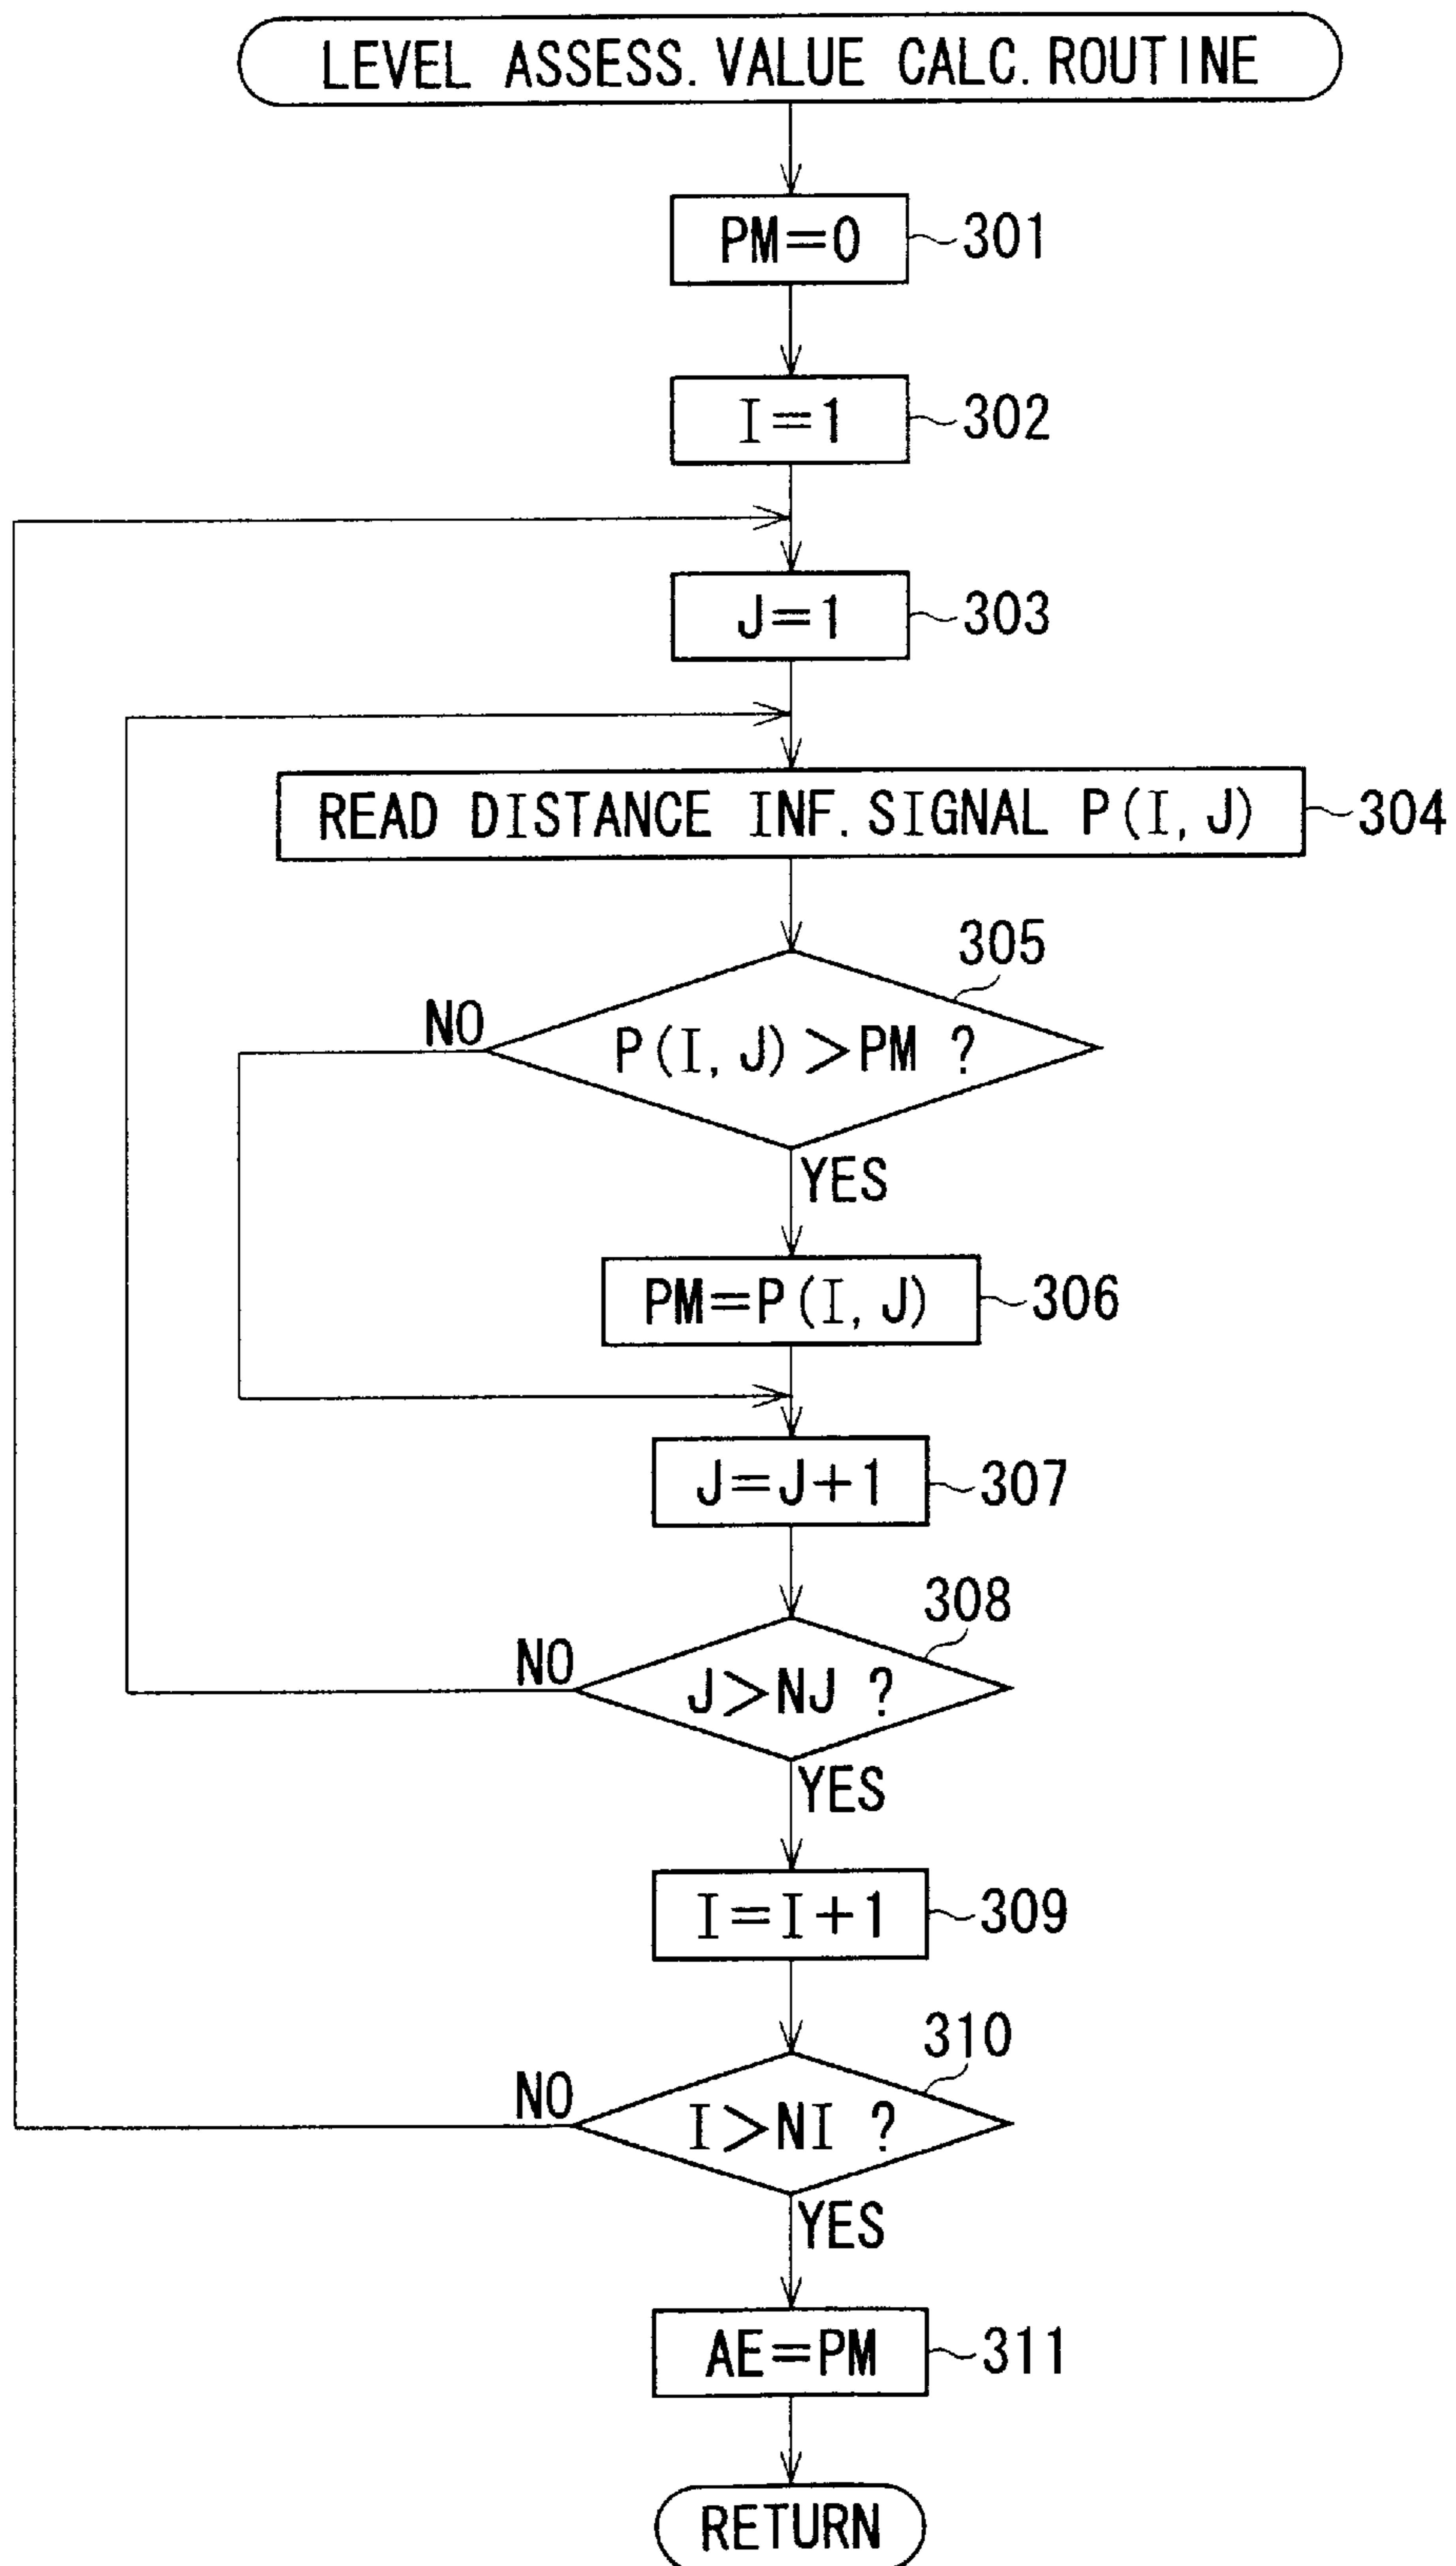 LEVEL ASSESS. VALUE CALC. ROUTINE
PM=0
301
I=1
302
J=1
303
READ DISTANCE INF. SIGNAL P(I, J)
304
305
NO
P(I, J)>PM ?
YES
PM=P(I, J)
306
J=J+1
307
308
NO
J>NJ ?
YES
I=I+1
309
310
NO
I>NI ?
YES
AE=PM
311
RETURN